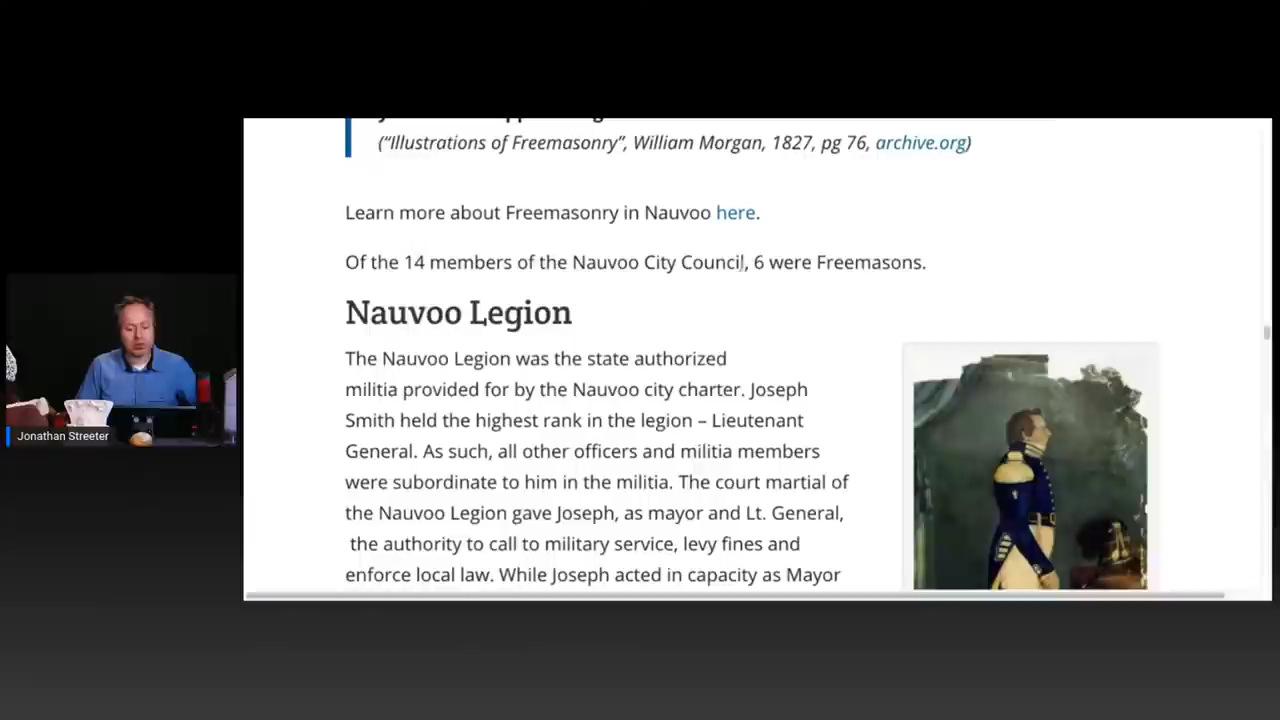 (“Illustrations of Freemasonry”, William Morgan, 1827, pg 76, archive.org)
Learn more about Freemasonry in Nauvoo here.
Of the 14 members of the Nauvoo City Council, 6 were Freemasons.
Nauvoo Legion
The Nauvoo Legion was the state authorized
militia provided for by the Nauvoo city charter. Joseph
Smith held the highest rank in the legion – Lieutenant
General. As such, all other officers and militia members
were subordinate to him in the militia. The court martial of
the Nauvoo Legion gave Joseph, as mayor and Lt. General,
the authority to call to military service, levy fines and
enforce local law. While Joseph acted in capacity as Mayor
Jonathan Streeter